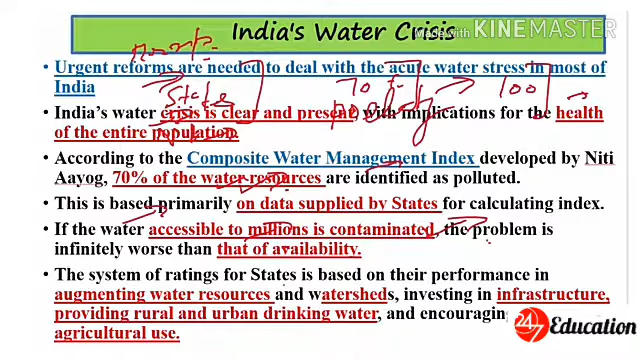 India's Water Crisis
Made with KINEMASTER
• Urgent reforms are needed to deal with the acute water stress in most of
India
• India's water crisis is clear and present, with implications for the health
of the entire population.
• According to the Composite Water Management Index developed by Niti
Aayog, 70% of the water resources are identified as polluted.
• This is based primarily on data supplied by States for calculating index.
• If the water accessible to millions is contaminated, the problem is
infinitely worse than that of availability.
• The system of ratings for States is based on their performance in
augmenting water resources and watersheds, investing in infrastructure,
providing rural and urban drinking water, and encouraging
agricultural use.
24/7 Education
State
70
100